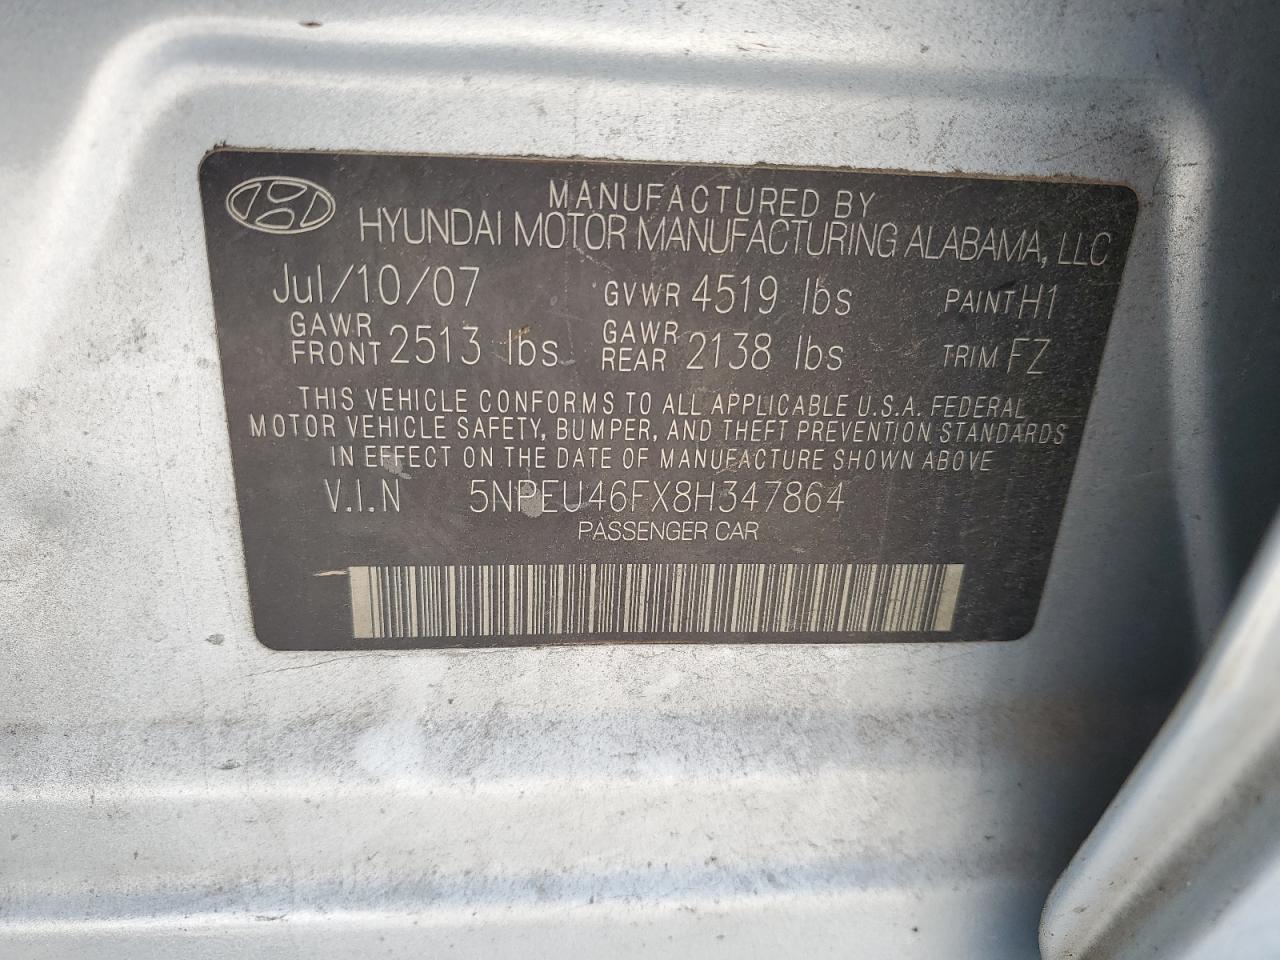 MANUFACTURED BY
HYUNDAI MOTOR MANUFACTURING ALABAMA, LLC
Jul/10/07 GVWR 4519 lbs PAINT H1
GAWR FRONT 2513 lbs GAWR REAR 2138 lbs TRIM FZ
THIS VEHICLE CONFORMS TO ALL APPLICABLE U.S.A. FEDERAL
MOTOR VEHICLE SAFETY, BUMPER, AND THEFT PREVENTION STANDARDS
IN EFFECT ON THE DATE OF MANUFACTURE SHOWN ABOVE
V.I.N 5NPEU46FX8H347864
PASSENGER CAR